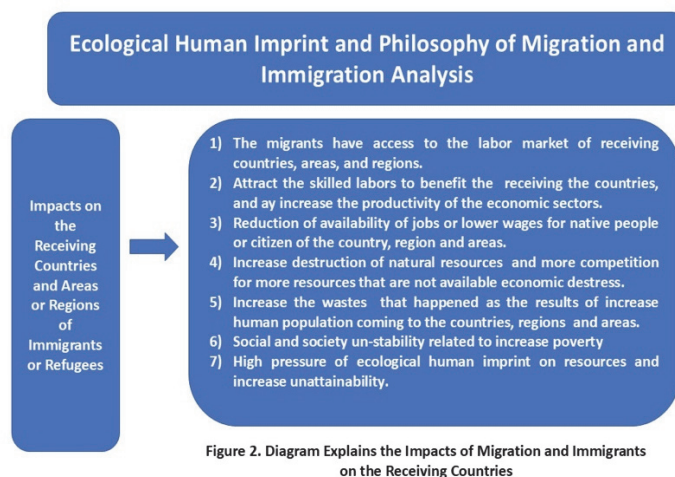 Ecological Human Imprint and Philosophy of Migration and
Immigration Analysis
Impacts on
the
Receiving
Countries
and Areas
or Regions
of
Immigrants
or Refugees
1) The migrants have access to the labor market of receiving
countries, areas, and regions.
2) Attract the skilled labors to benefit the receiving the countries,
and ay increase the productivity of the economic sectors.
3) Reduction of availability of jobs or lower wages for native people
or citizen of the country, region and areas.
4) Increase destruction of natural resources and more competition
for more resources that are not available economic destress.
5) Increase the wastes that happened as the results of increase
human population coming to the countries, regions and areas.
6) Social and society un-stability related to increase poverty
7) High pressure of ecological human imprint on resources and
increase unattainability.
Figure 2. Diagram Explains the Impacts of Migration and Immigrants
on the Receiving Countries